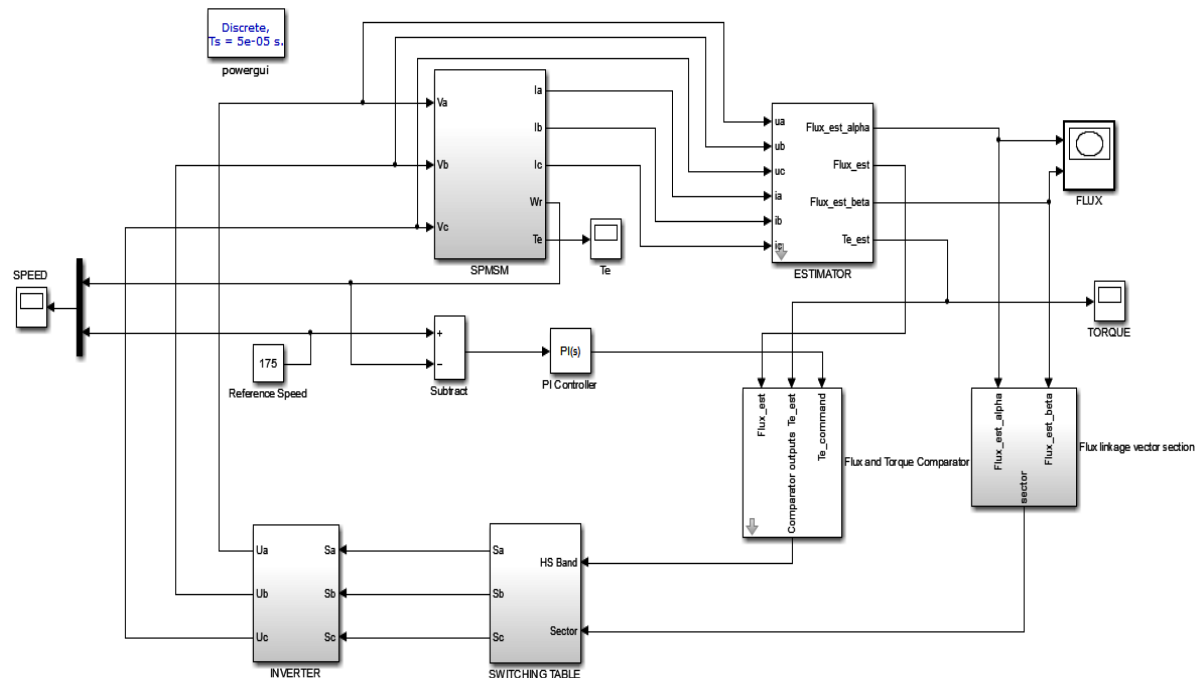 Discrete,
Ts = 5e-05 s.
powergui
Va
Vb
Vc
Ia
Ib
Ic
Wr
Te
SPMSM
Te
ua
ub
uc
ia
ib
ic
Flux_est_alpha
Flux_est
Flux_est_beta
Te_est
ESTIMATOR
FLUX
TORQUE
SPEED
175
Reference Speed
+
−
Subtract
PI(s)
PI Controller
Flux_est
Te_est
Te_command
Comparator outputs
Flux and Torque Comparator
Flux_est_alpha
Flux_est_beta
sector
Flux linkage vector section
Ua
Ub
Uc
Sa
Sb
Sc
INVERTER
Sa
Sb
Sc
HS Band
Sector
SWITCHING TABLE